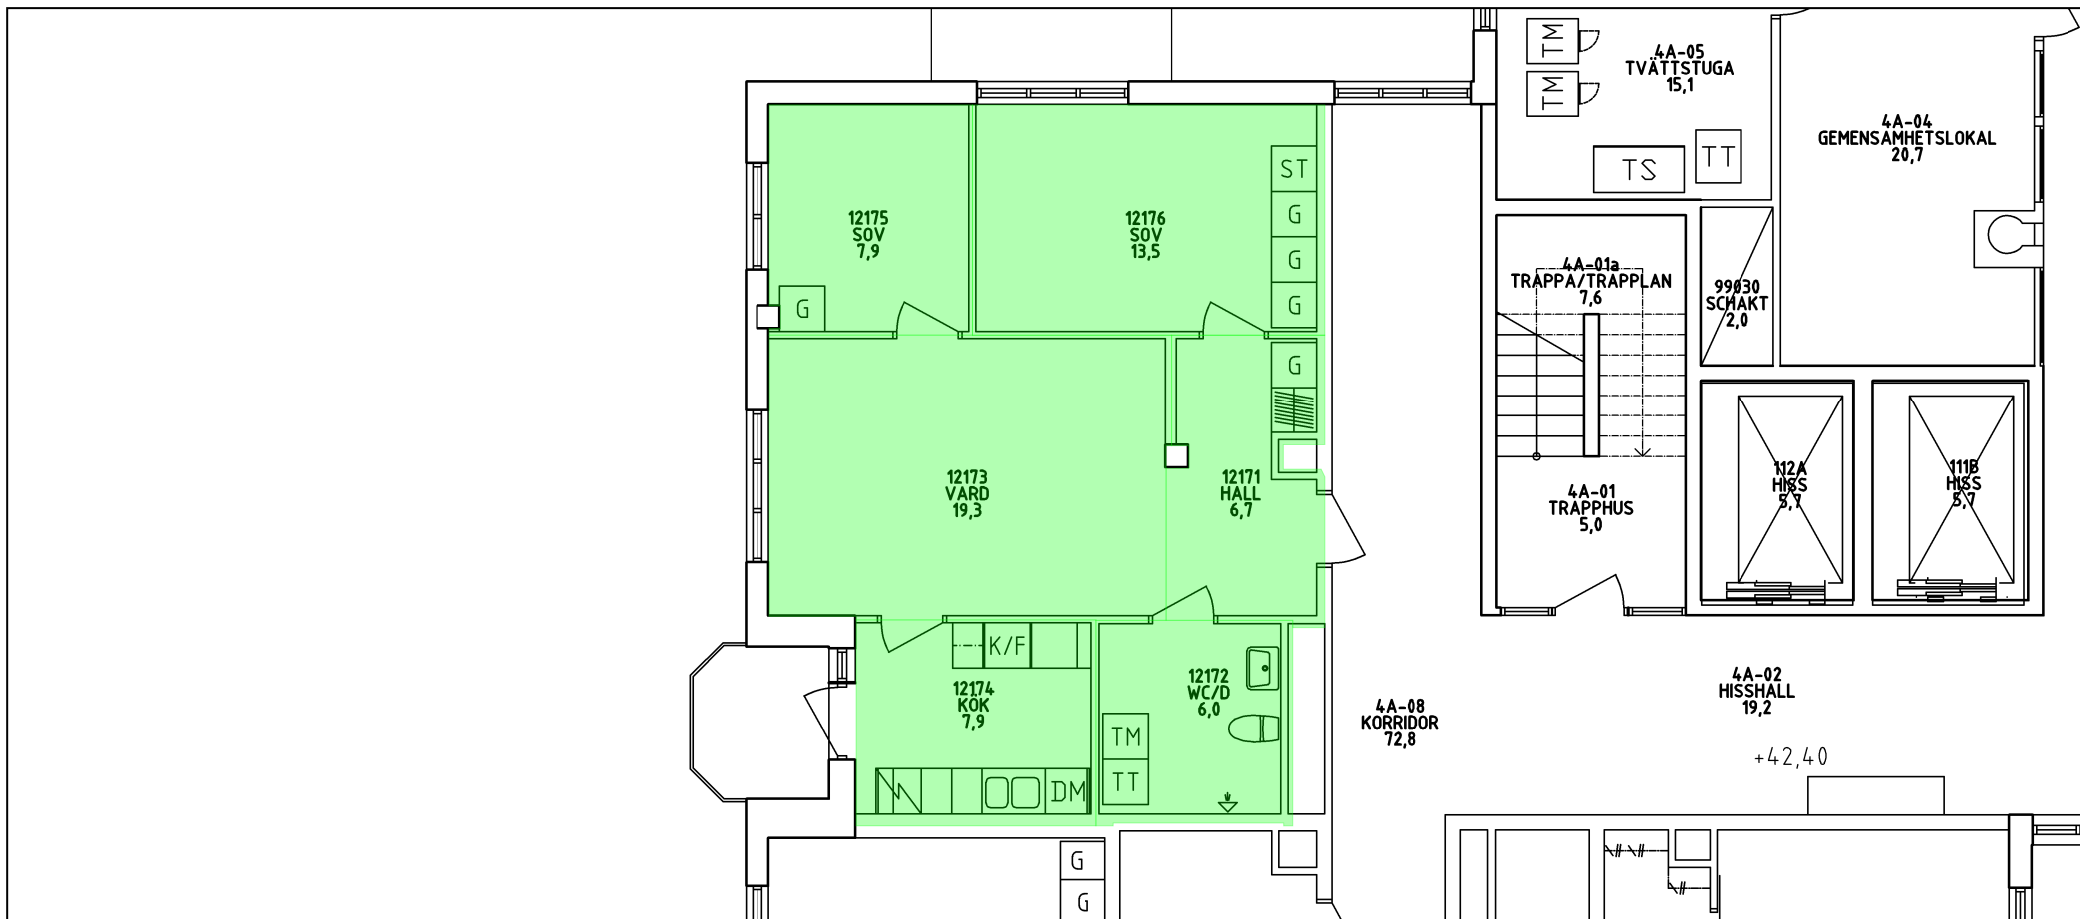 TM
TM
4A-05
TVÄTTSTUGA
15,1
TS
TT
4A-04
GEMENSAMHETSLOKAL
20,7
12175
SOV
7,9
G
12176
SOV
13,5
ST
G
G
G
4A-01a
TRAPPA/TRAPPLAN
7,6
99030
SCHAKT
2,0
G
12173
VARD
19,3
12171
HALL
6,7
4A-01
TRAPPHUS
5,0
112A
HISS
5,7
111B
HISS
5,7
K/F
12174
KÖK
7,9
DM
12172
WC/D
6,0
TM
TT
4A-08
KORRIDOR
72,8
4A-02
HISSHALL
19,2
+42,40
G
G